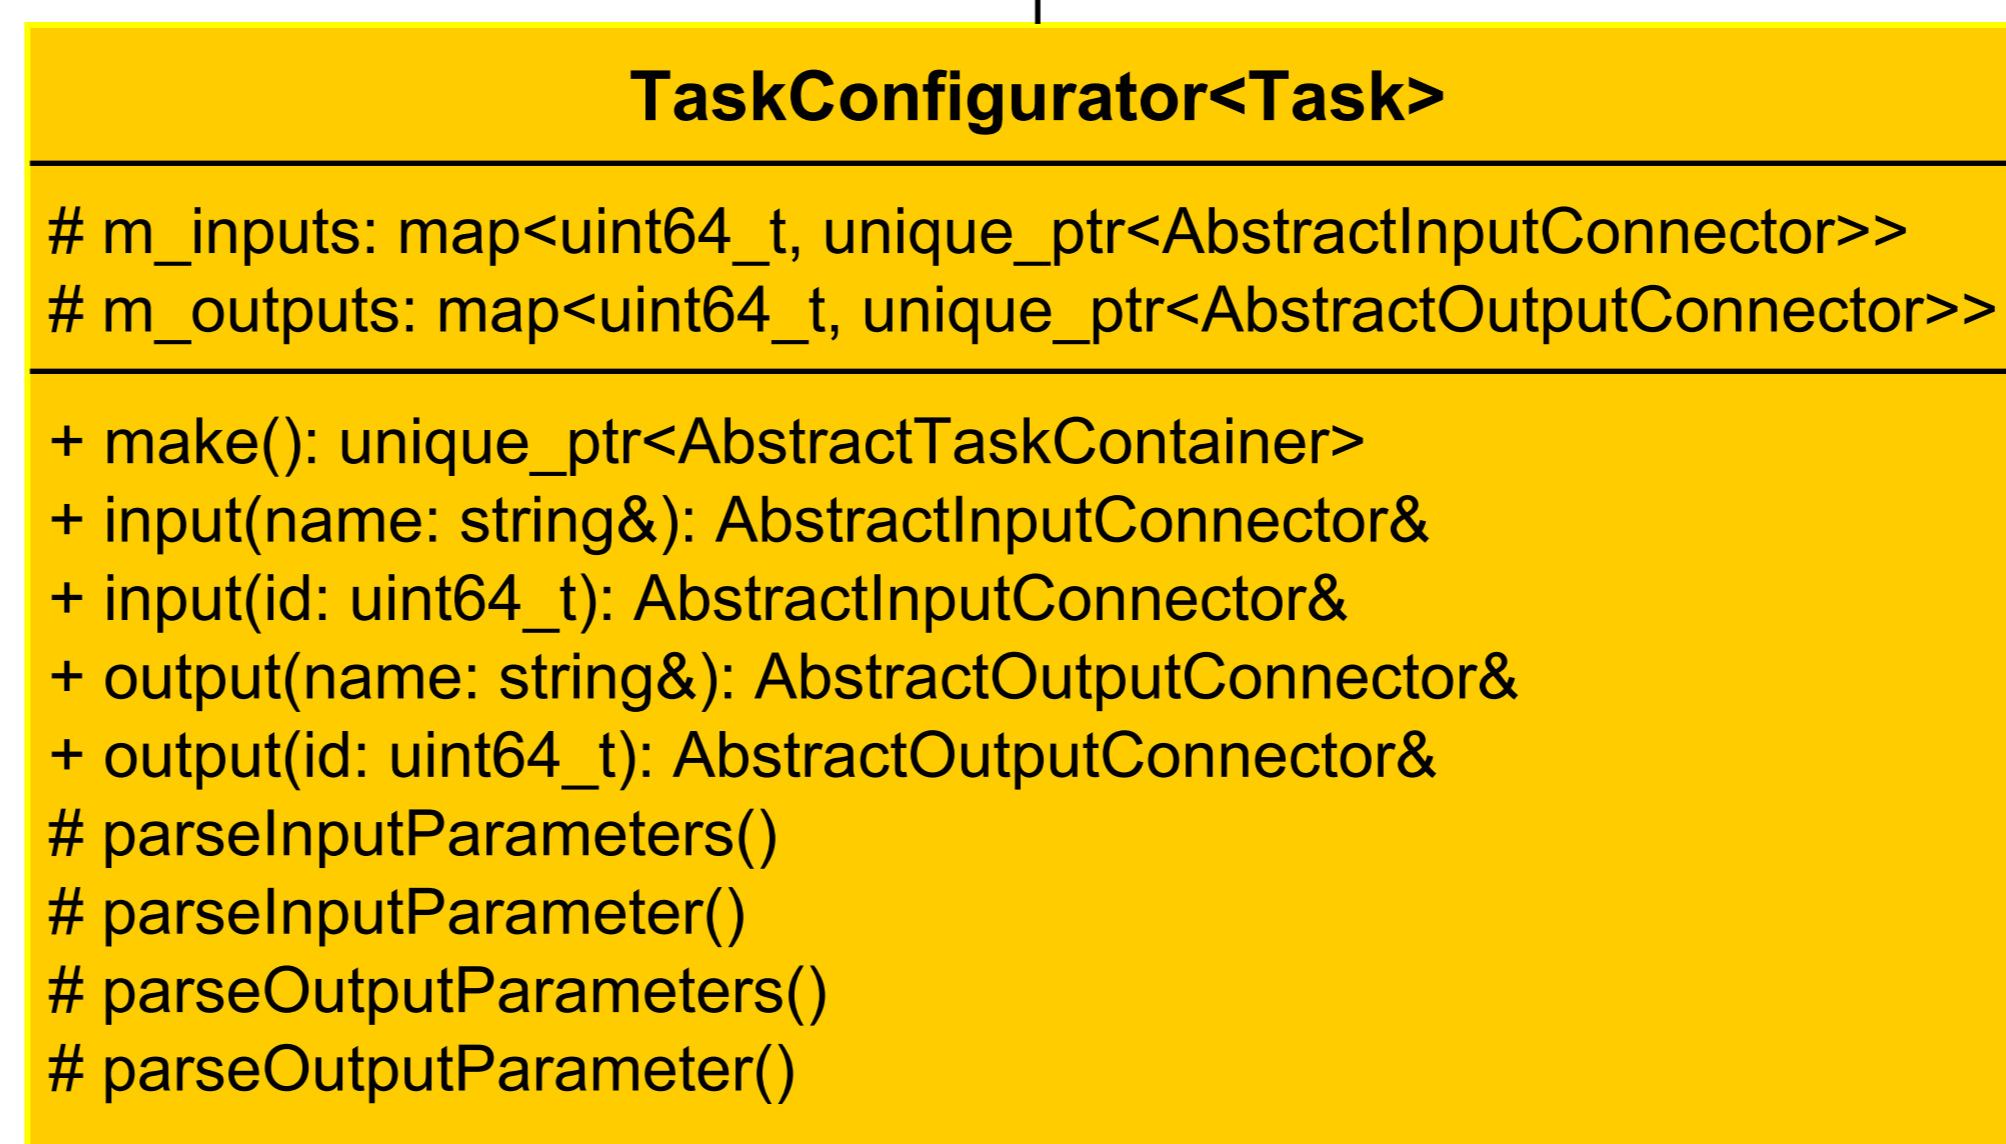 TaskConfigurator<Task>
# m_inputs: map<uint64_t, unique_ptr<AbstractInputConnector>>
# m_outputs: map<uint64_t, unique_ptr<AbstractOutputConnector>>
+ make(): unique_ptr<AbstractTaskContainer>
+ input(name: string&): AbstractInputConnector&
+ input(id: uint64_t): AbstractInputConnector&
+ output(name: string&): AbstractOutputConnector&
+ output(id: uint64_t): AbstractOutputConnector&
# parseInputParameters()
# parseInputParameter()
# parseOutputParameters()
# parseOutputParameter()